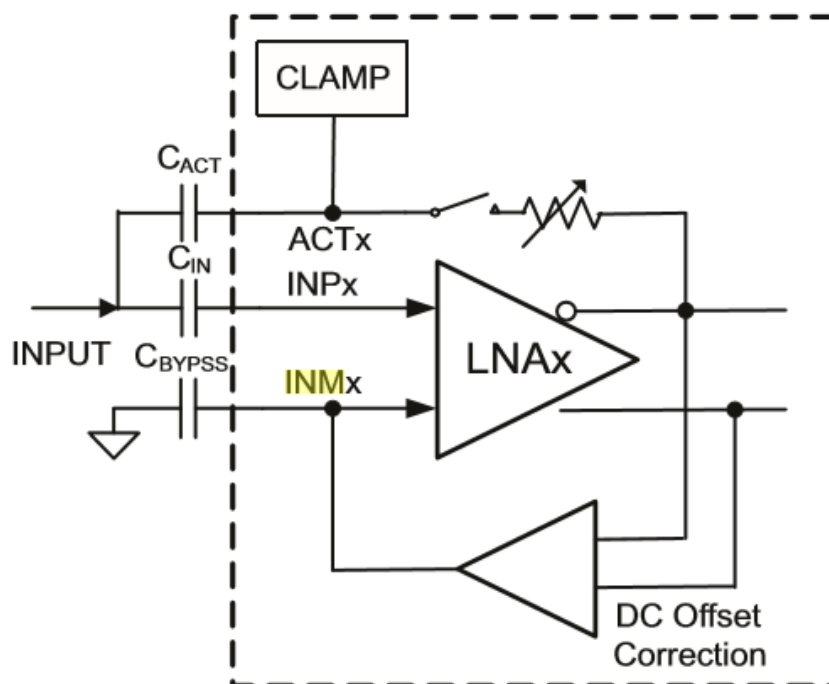 CLAMP
CACT
ACTx
CIN
INPx
INPUT
LNAx
CBYPSS
INMx
DC Offset
Correction